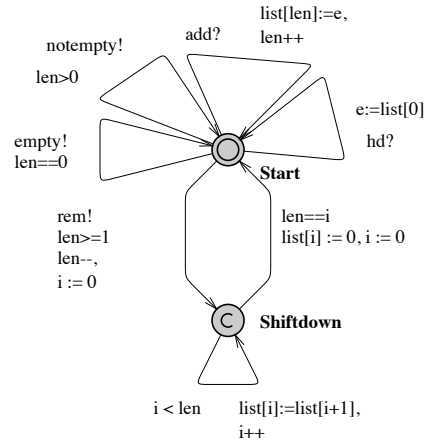 list[len]:=e,
add?
len++
notempty!
len>0
e:=list[0]
hd?
empty!
len==0
Start
rem!
len>=1
len--,
i := 0
len==i
list[i] := 0, i := 0
C
Shiftdown
i < len
list[i]:=list[i+1],
i++